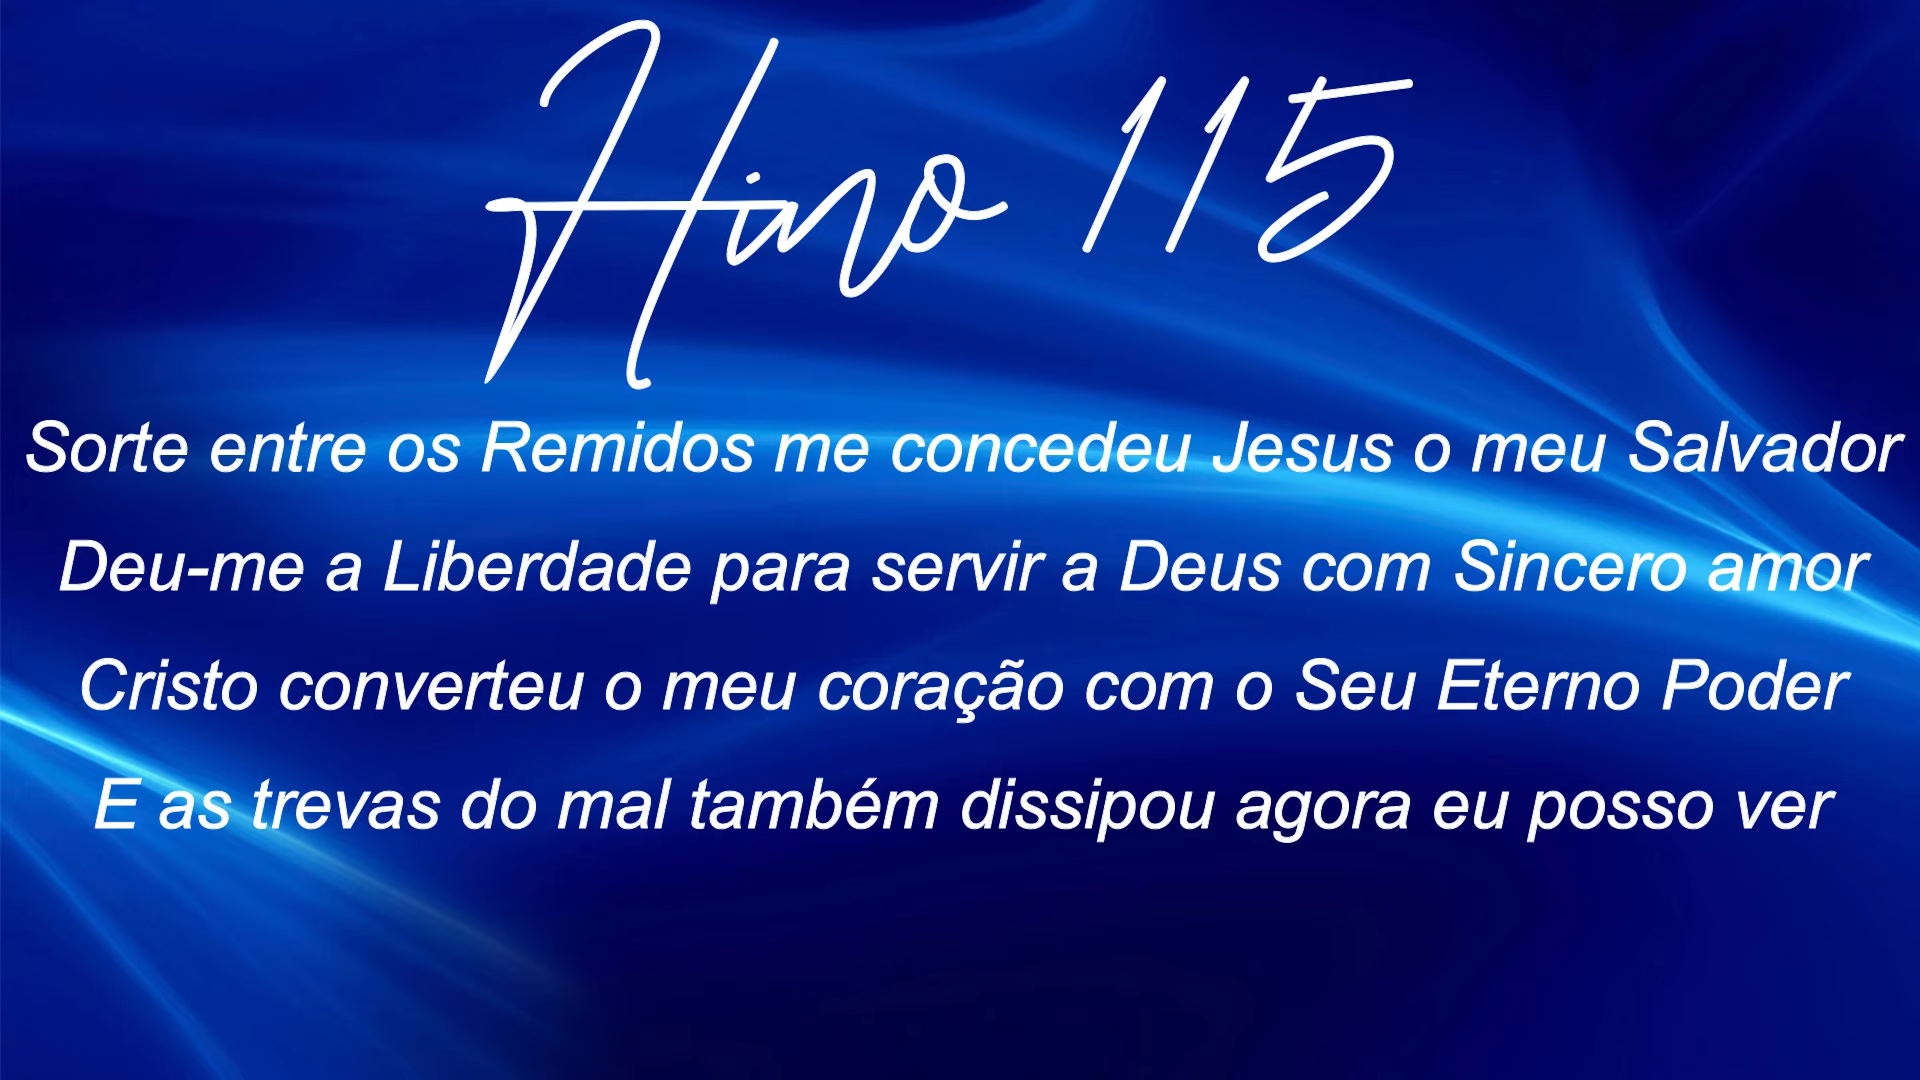 Hino 115
Sorte entre os Remidos me concedeu Jesus o meu Salvador
Deu-me a Liberdade para servir a Deus com Sincero amor
Cristo converteu o meu coração com o Seu Eterno Poder
E as trevas do mal também dissipou agora eu posso ver